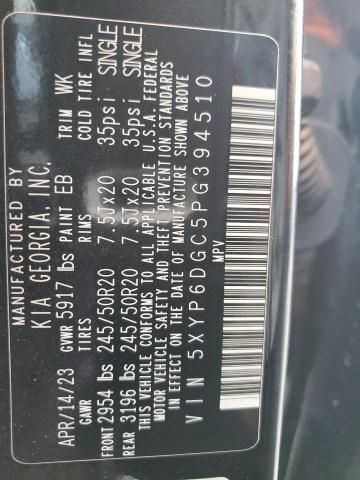 MANUFACTURED BY
KIA GEORGIA, INC.
APR/14/23 GVWR 5917 lbs PAINT EB TRIM WK
GAWR TIRES RIMS COLD TIRE INFL
FRONT 2954 lbs 245/50R20 7.5Jx20 35psi SINGLE
REAR 3196 lbs 245/50R20 7.5Jx20 35psi SINGLE
THIS VEHICLE CONFORMS TO ALL APPLICABLE U.S.A. FEDERAL
MOTOR VEHICLE SAFETY AND THEFT PREVENTION STANDARDS IN
EFFECT ON THE DATE OF MANUFACTURE SHOWN ABOVE
VIN 5XYP6DGC5PG394510
MPV